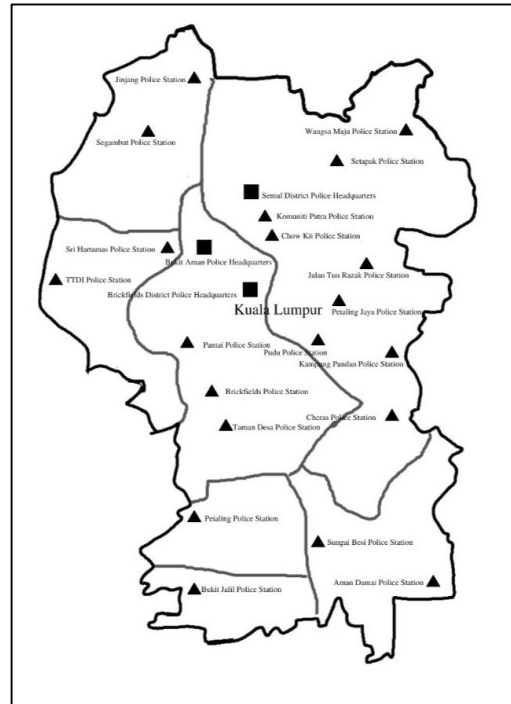 Jinjang Police Station
Wangsa Maju Police Station
Segambut Police Station
Setapak Police Station
Semal District Police Headquarters
Komuniti Putra Police Station
Chow Kit Police Station
Sri Hartamas Police Station
Bukit Aman Police Headquarters
Jalan Tun Razak Police Station
TTDI Police Station
Brickfields District Police Headquarters
Kuala Lumpur
Petaling Jaya Police Station
Pantai Police Station
Pudu Police Station
Kampung Pandan Police Station
Brickfields Police Station
Cheras Police Station
Taman Desa Police Station
Petaling Police Station
Sungai Besi Police Station
Aman Damai Police Station
Bukit Jalil Police Station